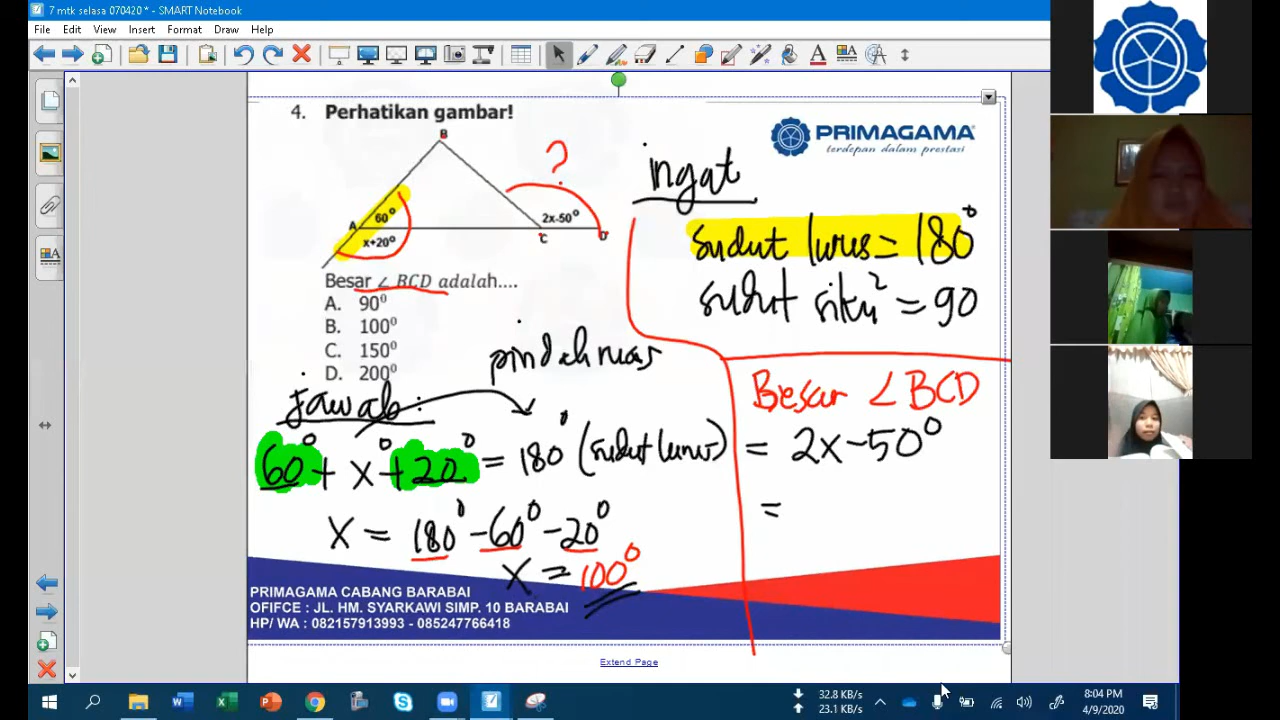 7 mtk selasa 070420 * - SMART Notebook
File Edit View Insert Format Draw Help
4. Perhatikan gambar!
PRIMAGAMA
terdepan dalam prestasi
B
?
A
60°
x+20°
2x-50°
C
D
ingat
sudut lurus = 180°
sudut siku² = 90
Besar ∠ BCD adalah....
A. 90⁰
B. 100⁰
C. 150⁰
D. 200⁰
pindah ruas
Jawab :
60° + x° + 20° = 180° (sudut lurus)
X = 180° - 60° - 20°
X = 100°
Besar ∠ BCD
= 2x - 50°
=
PRIMAGAMA CABANG BARABAI
OFIFCE : JL. HM. SYARKAWI SIMP. 10 BARABAI
HP/ WA : 082157913993 - 085247766418
Extend Page
32.8 KB/s
23.1 KB/s
8:04 PM
4/9/2020